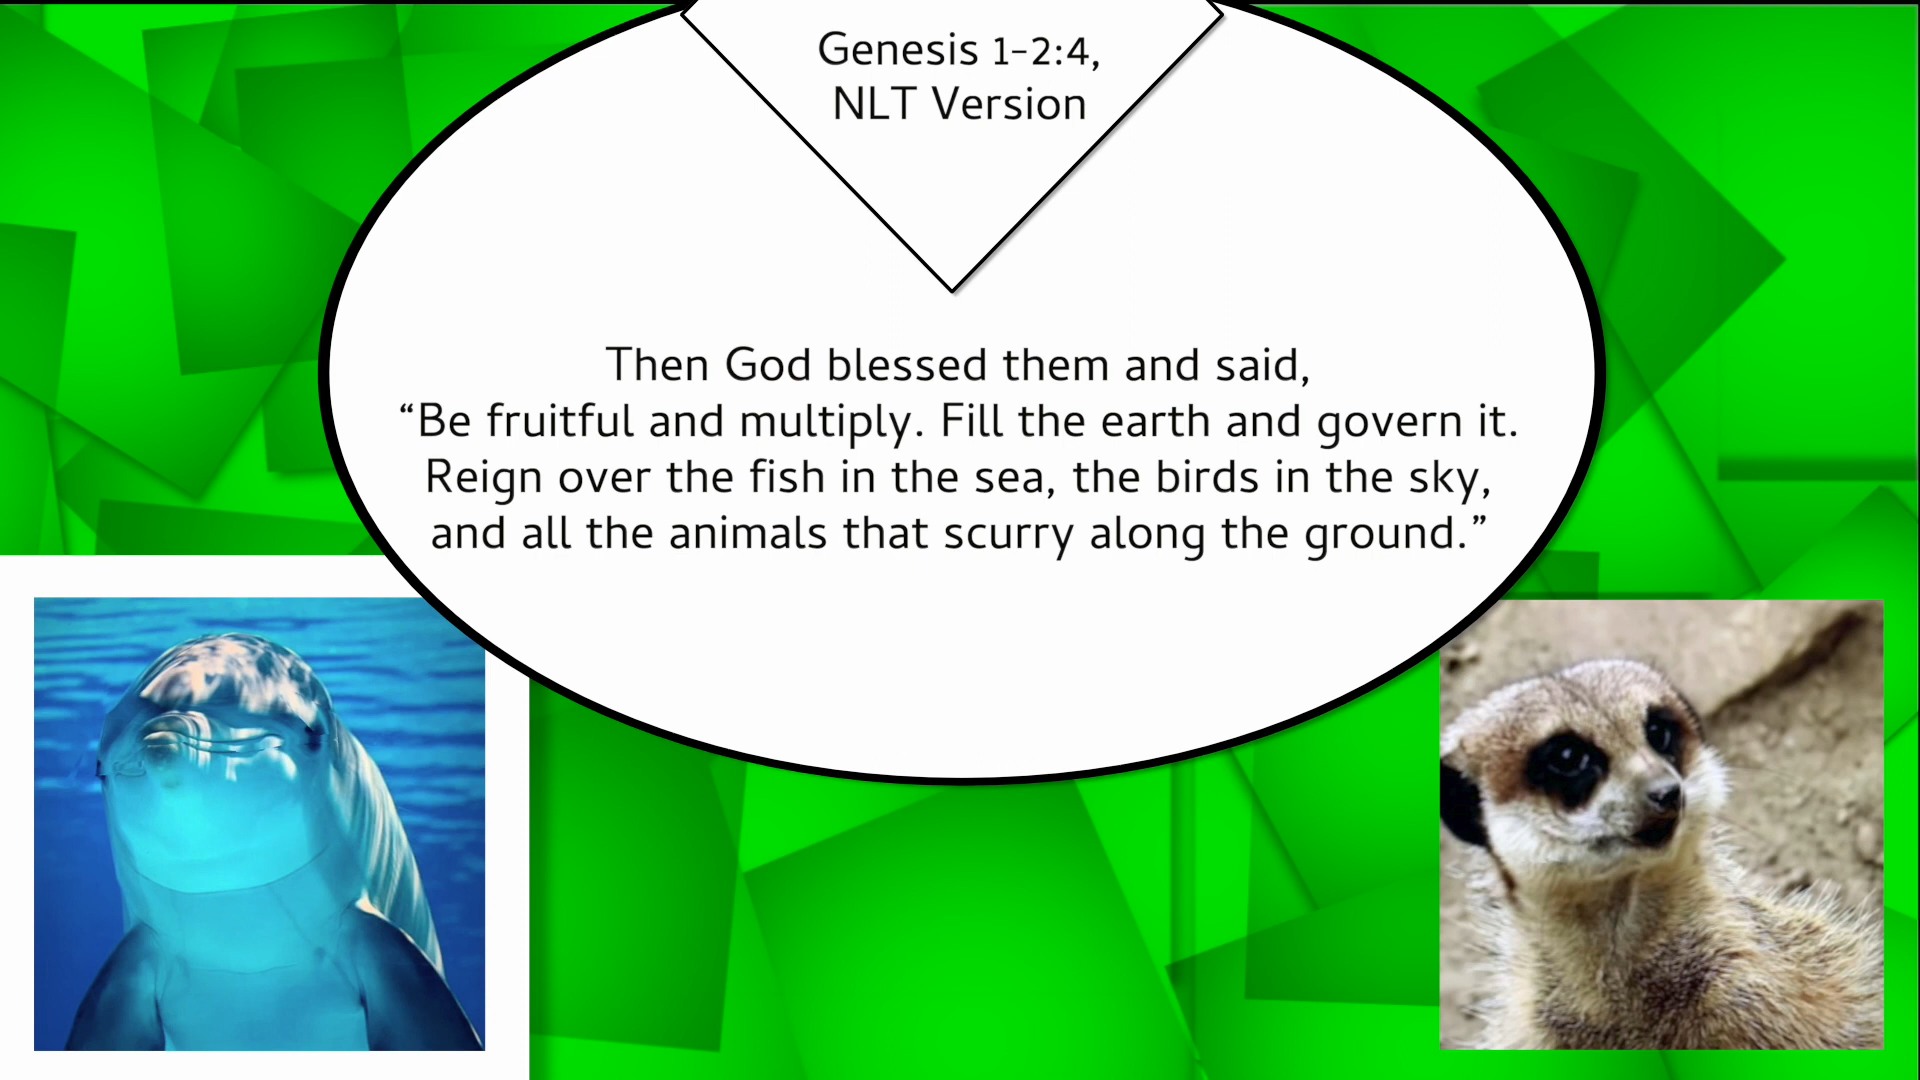 Genesis 1-2:4,
NLT Version
Then God blessed them and said,
“Be fruitful and multiply. Fill the earth and govern it.
Reign over the fish in the sea, the birds in the sky,
and all the animals that scurry along the ground.”